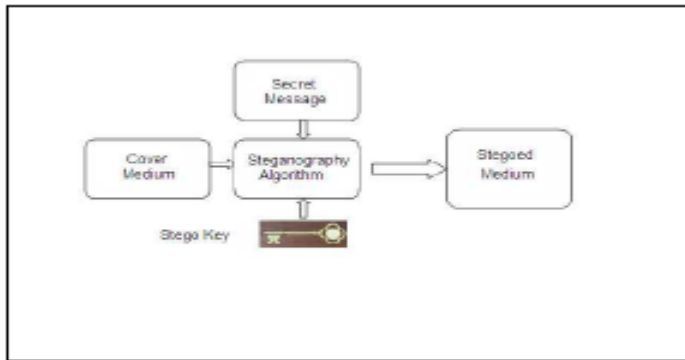 Secret
Message
Cover
Medium
Steganography
Algorithm
Stegoed
Medium
Stego Key